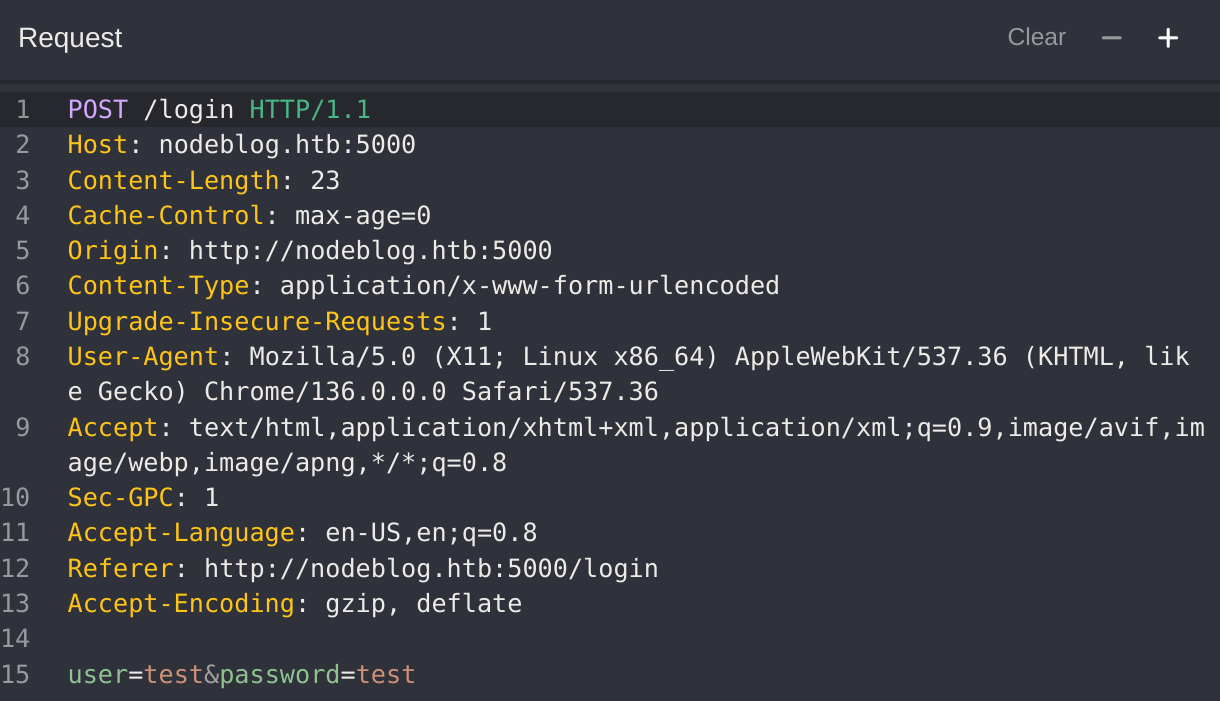 Request
Clear − +
1 POST /login HTTP/1.1
2 Host: nodeblog.htb:5000
3 Content-Length: 23
4 Cache-Control: max-age=0
5 Origin: http://nodeblog.htb:5000
6 Content-Type: application/x-www-form-urlencoded
7 Upgrade-Insecure-Requests: 1
8 User-Agent: Mozilla/5.0 (X11; Linux x86_64) AppleWebKit/537.36 (KHTML, lik
e Gecko) Chrome/136.0.0.0 Safari/537.36
9 Accept: text/html,application/xhtml+xml,application/xml;q=0.9,image/avif,im
age/webp,image/apng,*/*;q=0.8
10 Sec-GPC: 1
11 Accept-Language: en-US,en;q=0.8
12 Referer: http://nodeblog.htb:5000/login
13 Accept-Encoding: gzip, deflate
14
15 user=test&password=test